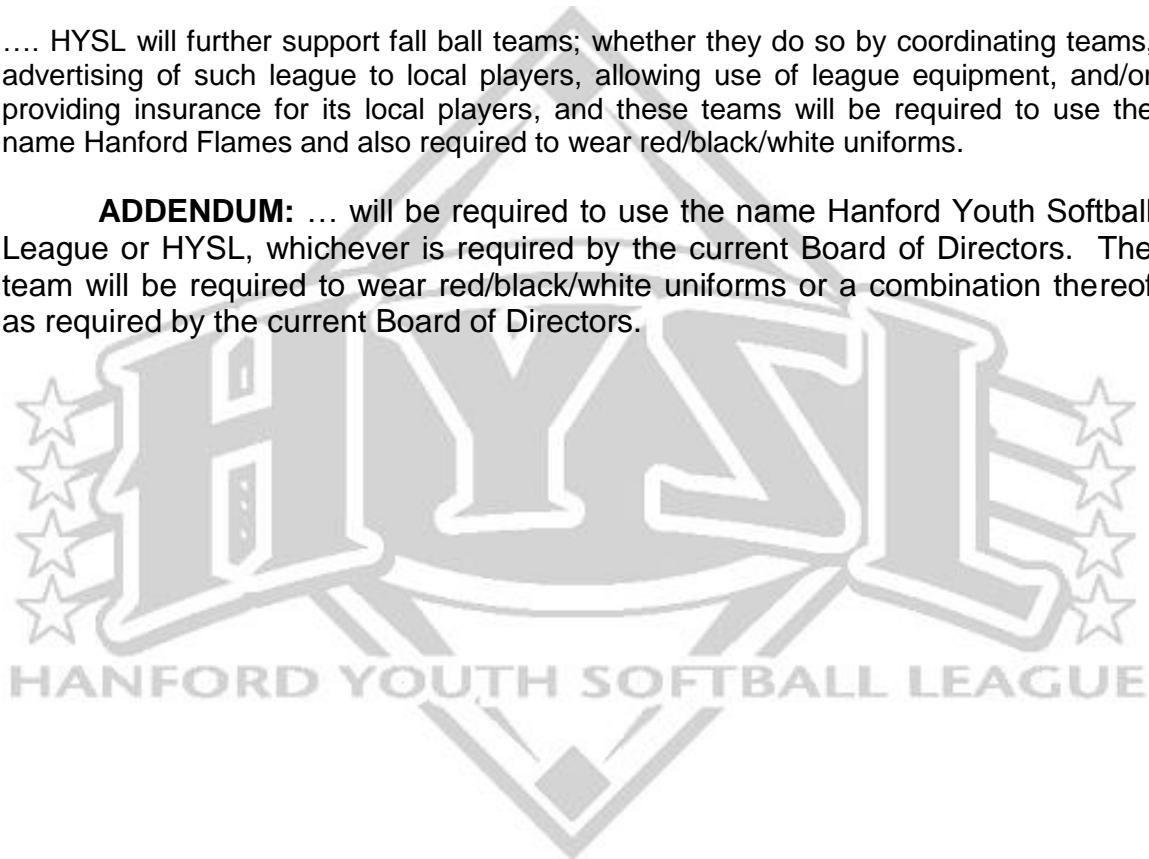 …. HYSL will further support fall ball teams; whether they do so by coordinating teams,
advertising of such league to local players, allowing use of league equipment, and/or
providing insurance for its local players, and these teams will be required to use the
name Hanford Flames and also required to wear red/black/white uniforms.
ADDENDUM: … will be required to use the name Hanford Youth Softball
League or HYSL, whichever is required by the current Board of Directors. The
team will be required to wear red/black/white uniforms or a combination thereof
as required by the current Board of Directors.
HYSL
HANFORD YOUTH SOFTBALL LEAGUE